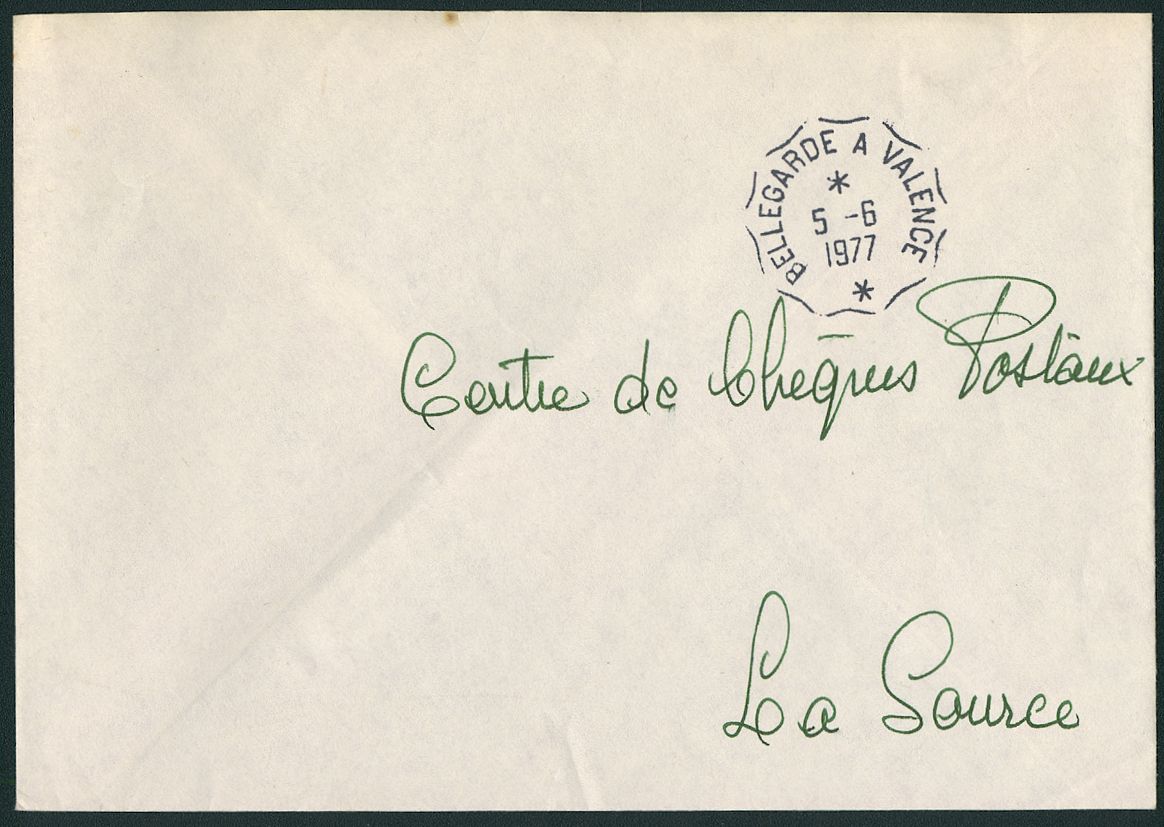 BELLEGARDE A VALENCE
*
5 -6
1977
*
Centre de Chèques Postaux
La Source